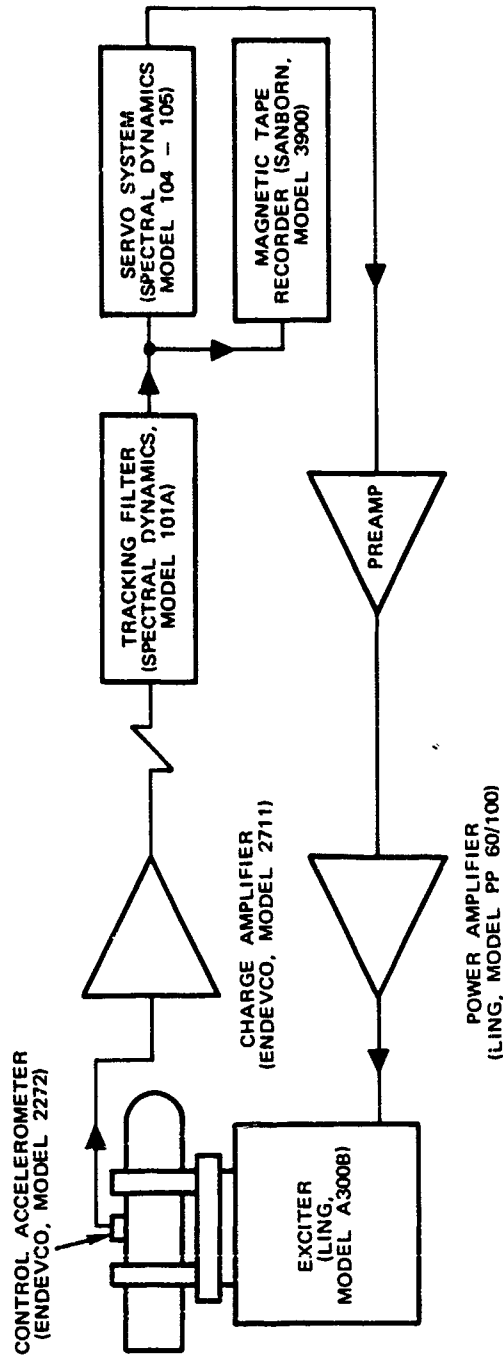 CONTROL ACCELEROMETER
(ENDEVCO, MODEL 2272)
CHARGE AMPLIFIER
(ENDEVCO, MODEL 2711)
TRACKING FILTER
(SPECTRAL DYNAMICS,
MODEL 101A)
SERVO SYSTEM
(SPECTRAL DYNAMICS
MODEL 104 – 105)
MAGNETIC TAPE
RECORDER (SANBORN,
MODEL 3900)
EXCITER
(LING,
MODEL A300B)
POWER AMPLIFIER
(LING, MODEL PP 60/100)
PREAMP